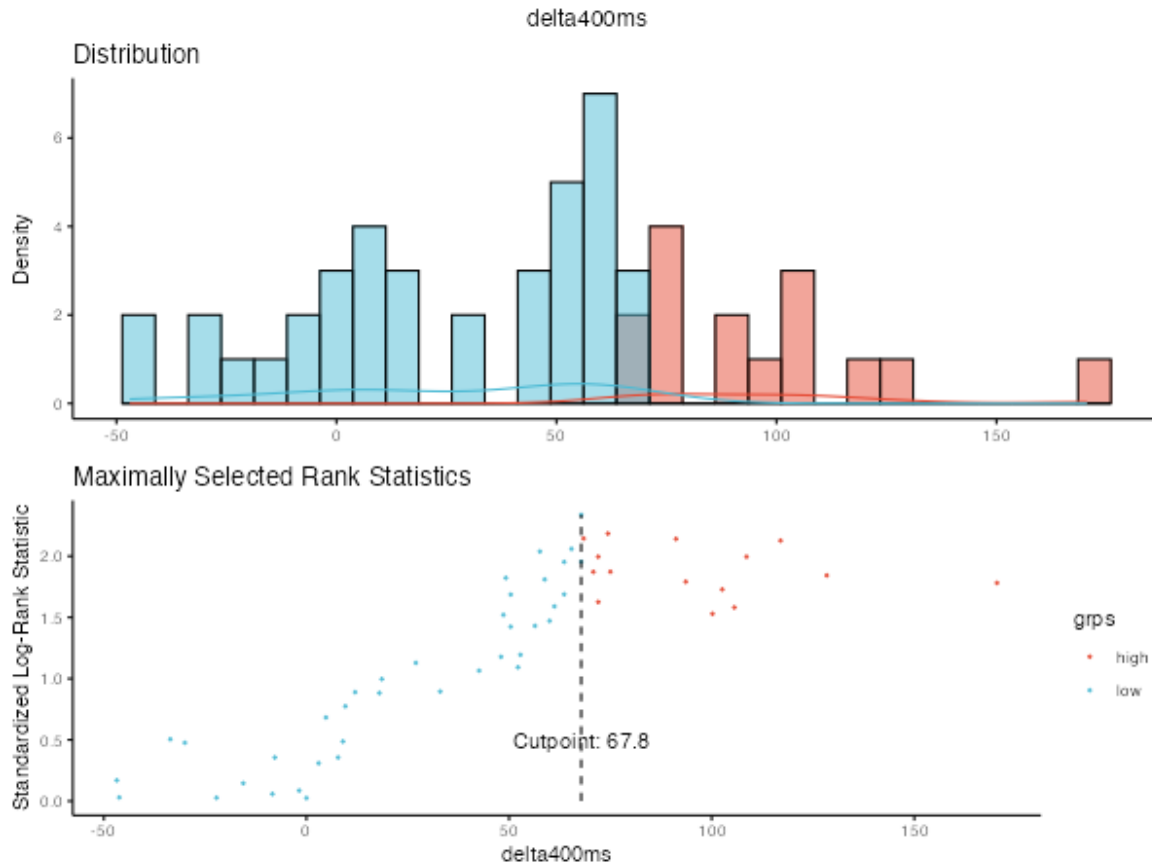 delta400ms
Distribution
Density
6
4
2
0
-50 0 50 100 150
Maximally Selected Rank Statistics
Standardized Log-Rank Statistic
2.0
1.5
1.0
0.5
0.0
Cutpoint: 67.8
-50 0 50 100 150
delta400ms
grps
high
low